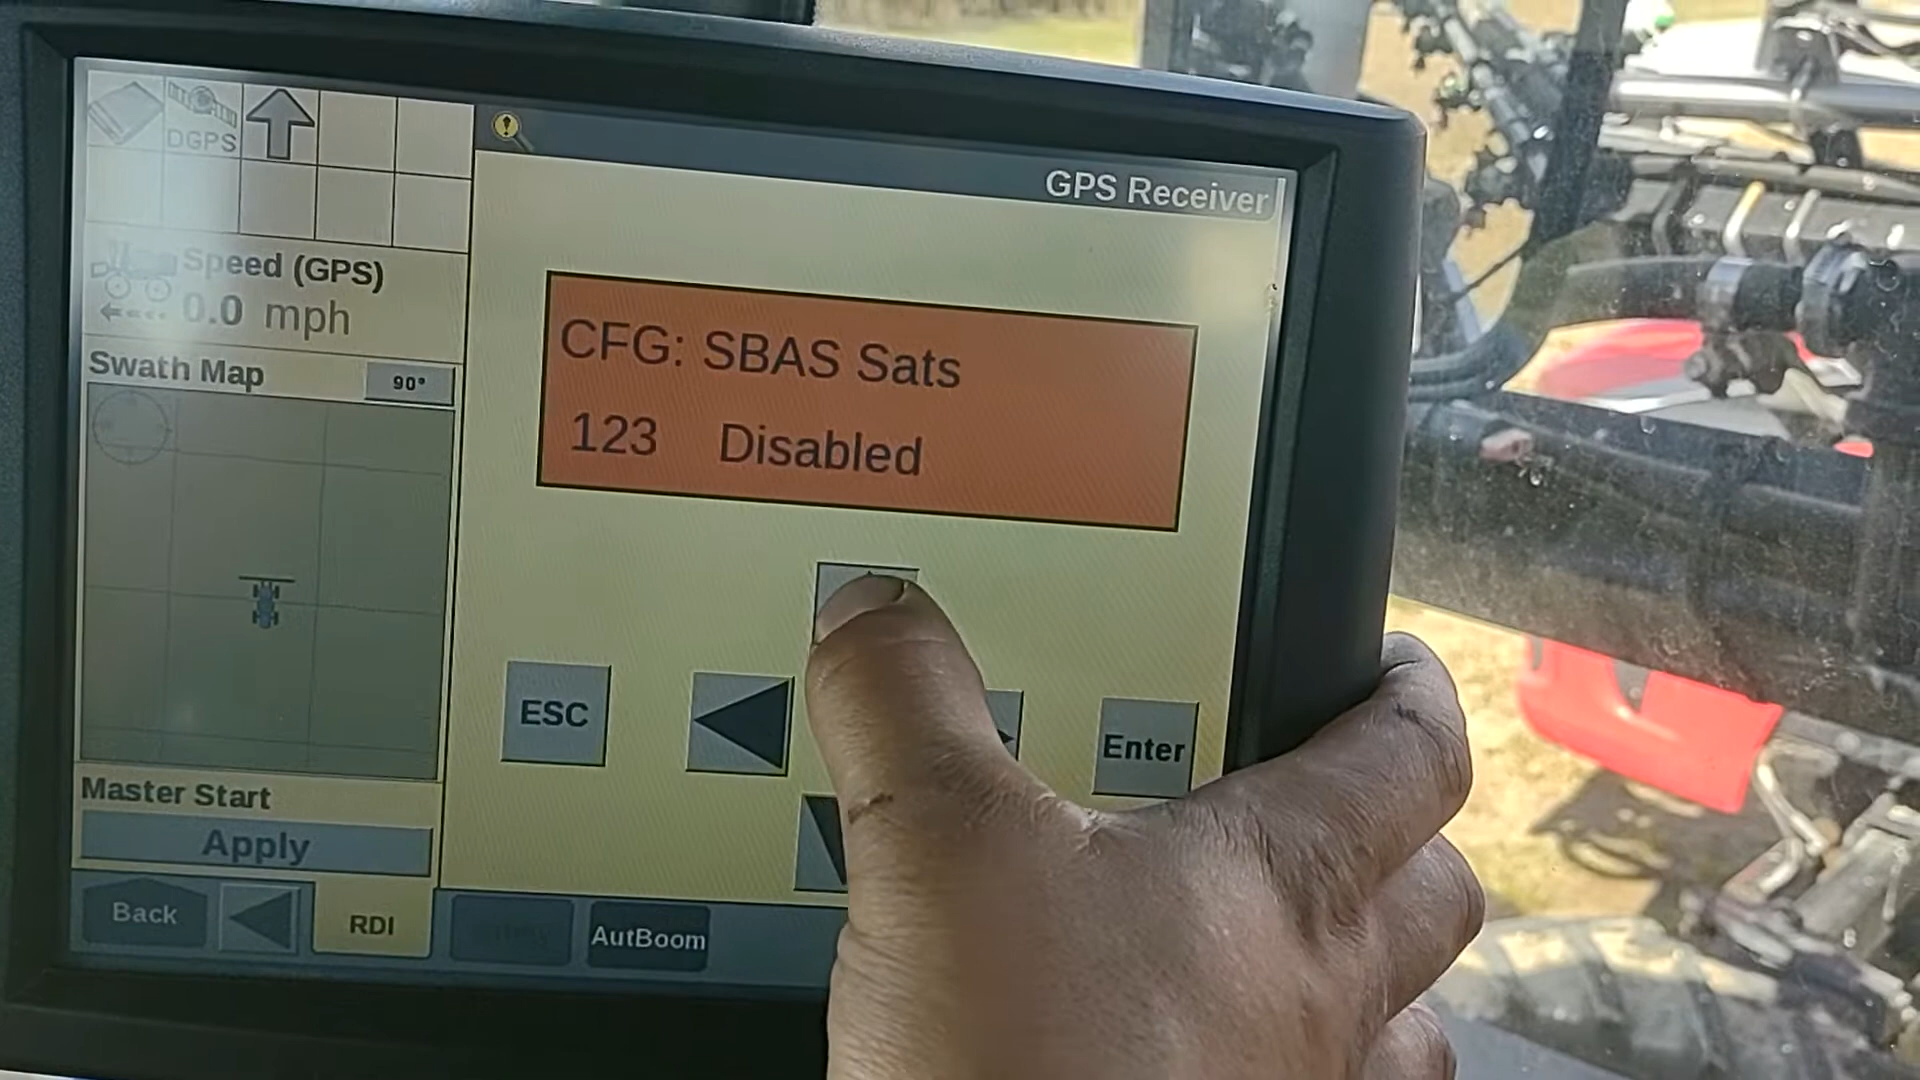 DGPS
GPS Receiver
Speed (GPS)
0.0 mph
Swath Map
90°
CFG: SBAS Sats
123 Disabled
ESC
Enter
Master Start
Apply
Back
RDI
AutBoom